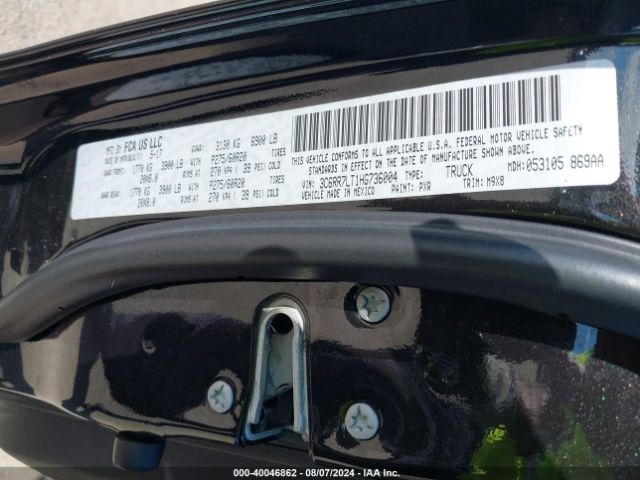 MFG BY: FCA US LLC
DATE OF MFR: 5-17 GVWR: 3130 KG 6900 LB
GAWR FRONT: 1770 KG 3900 LB WITH P275/60R20 TIRES
20X8.0 RIMS AT 270 KPA / 39 PSI COLD
GAWR REAR: 1770 KG 3900 LB WITH P275/60R20 TIRES
20X8.0 RIMS AT 270 KPA / 39 PSI COLD
THIS VEHICLE CONFORMS TO ALL APPLICABLE U.S.A. FEDERAL MOTOR VEHICLE SAFETY
STANDARDS IN EFFECT ON THE DATE OF MANUFACTURE SHOWN ABOVE.
VIN: 3C6RR7LT1HG736004 TYPE: TRUCK MDH: 053105 869AA
VEHICLE MADE IN MEXICO PAINT: PXR TRIM: M9X8
000-40046862 - 08/07/2024 - IAA Inc.